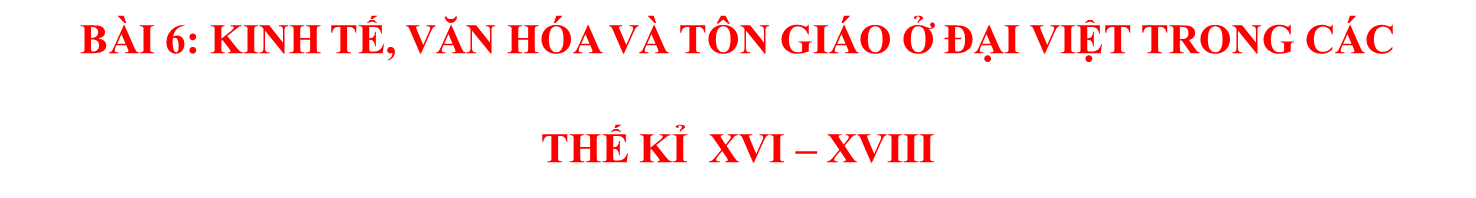 BÀI 6: KINH TẾ, VĂN HÓA VÀ TÔN GIÁO Ở ĐẠI VIỆT TRONG CÁC
THẾ KỈ XVI – XVIII